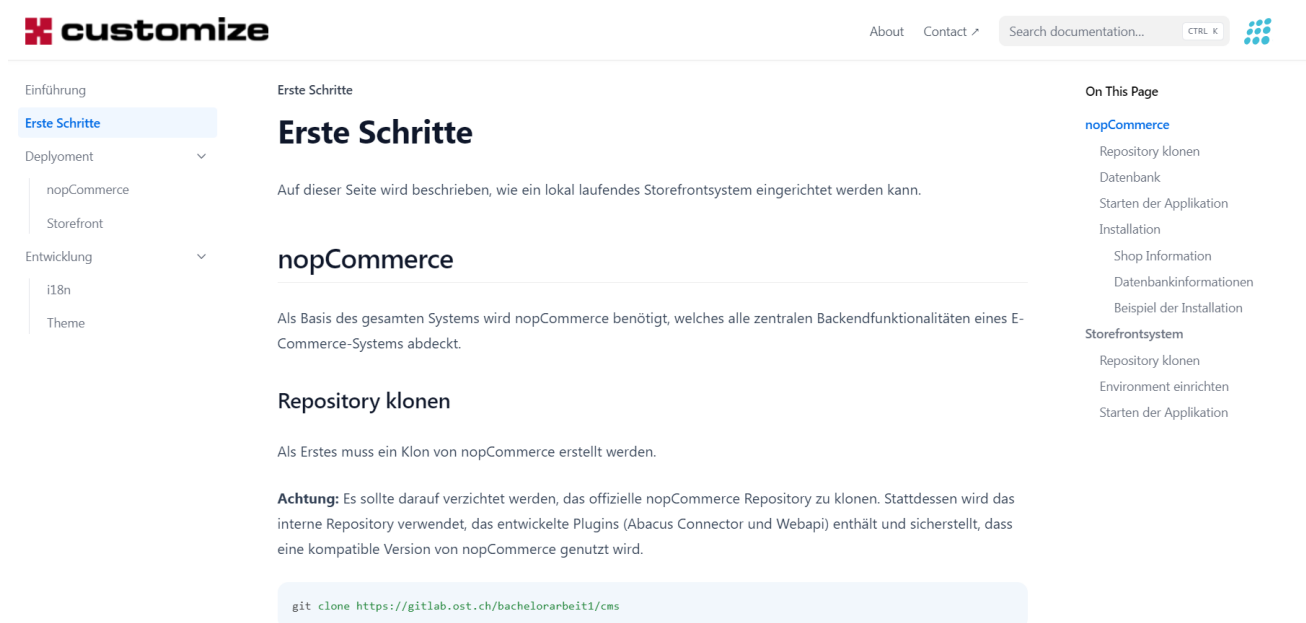 customize
About
Contact ↗
Search documentation...
CTRL K
Einführung
Erste Schritte
Deplyoment
nopCommerce
Storefront
Entwicklung
i18n
Theme
Erste Schritte
Erste Schritte
Auf dieser Seite wird beschrieben, wie ein lokal laufendes Storefrontsystem eingerichtet werden kann.
nopCommerce
Als Basis des gesamten Systems wird nopCommerce benötigt, welches alle zentralen Backendfunktionalitäten eines E-
Commerce-Systems abdeckt.
Repository klonen
Als Erstes muss ein Klon von nopCommerce erstellt werden.
Achtung: Es sollte darauf verzichtet werden, das offizielle nopCommerce Repository zu klonen. Stattdessen wird das
interne Repository verwendet, das entwickelte Plugins (Abacus Connector und Webapi) enthält und sicherstellt, dass
eine kompatible Version von nopCommerce genutzt wird.
git clone https://gitlab.ost.ch/bachelorarbeit1/cms
On This Page
nopCommerce
Repository klonen
Datenbank
Starten der Applikation
Installation
Shop Information
Datenbankinformationen
Beispiel der Installation
Storefrontsystem
Repository klonen
Environment einrichten
Starten der Applikation